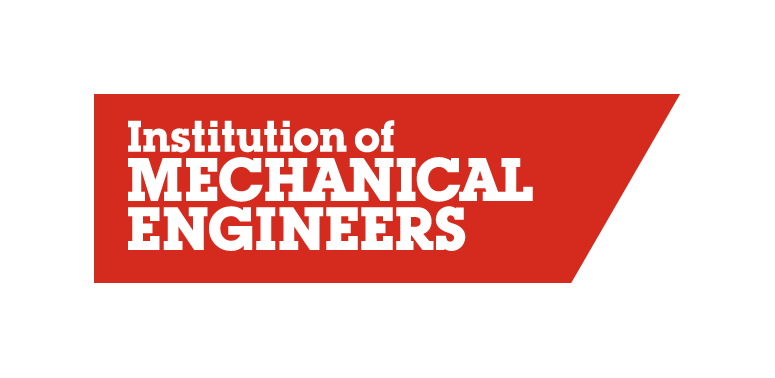 Institution of
MECHANICAL
ENGINEERS